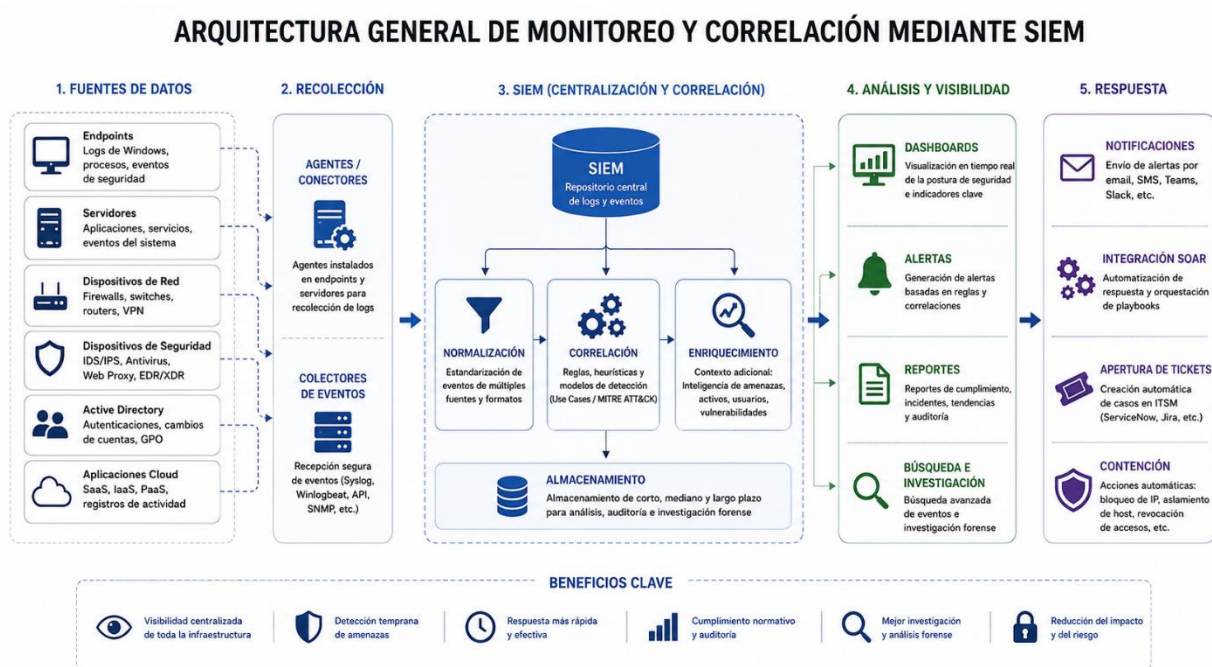 ARQUITECTURA GENERAL DE MONITOREO Y CORRELACIÓN MEDIANTE SIEM
1. FUENTES DE DATOS
Endpoints
Logs de Windows,
procesos, eventos
de seguridad
Servidores
Aplicaciones, servicios,
eventos del sistema
Dispositivos de Red
Firewalls, switches,
routers, VPN
Dispositivos de Seguridad
IDS/IPS, Antivirus,
Web Proxy, EDR/XDR
Active Directory
Autenticaciones, cambios
de cuentas, GPO
Aplicaciones Cloud
SaaS, IaaS, PaaS,
registros de actividad
2. RECOLECCIÓN
AGENTES /
CONECTORES
Agentes instalados
en endpoints y
servidores para
recolección de logs
COLECTORES
DE EVENTOS
Recepción segura
de eventos (Syslog,
Winlogbeat, API,
SNMP, etc.)
3. SIEM (CENTRALIZACIÓN Y CORRELACIÓN)
SIEM
Repositorio central
de logs y eventos
NORMALIZACIÓN
Estandarización de
eventos de múltiples
fuentes y formatos
CORRELACIÓN
Reglas, heurísticas y
modelos de detección
(Use Cases / MITRE ATT&CK)
ENRIQUECIMIENTO
Contexto adicional:
Inteligencia de amenazas,
activos, usuarios,
vulnerabilidades
ALMACENAMIENTO
Almacenamiento de corto, mediano y largo plazo
para análisis, auditoría e investigación forense
4. ANÁLISIS Y VISIBILIDAD
DASHBOARDS
Visualización en tiempo real
de la postura de seguridad
e indicadores clave
ALERTAS
Generación de alertas
basadas en reglas y
correlaciones
REPORTES
Reportes de cumplimiento,
incidentes, tendencias
y auditoría
BÚSQUEDA E
INVESTIGACIÓN
Búsqueda avanzada
de eventos e
investigación forense
5. RESPUESTA
NOTIFICACIONES
Envío de alertas por
email, SMS, Teams,
Slack, etc.
INTEGRACIÓN SOAR
Automatización de
respuesta y orquestación
de playbooks
APERTURA DE TICKETS
Creación automática
de casos en ITSM
(ServiceNow, Jira, etc.)
CONTENCIÓN
Acciones automáticas:
bloqueo de IP, aislamiento
de host, revocación
de accesos, etc.
BENEFICIOS CLAVE
Visibilidad centralizada
de toda la infraestructura
Detección temprana
de amenazas
Respuesta más rápida
y efectiva
Cumplimiento normativo
y auditoría
Mejor investigación
y análisis forense
Reducción del impacto
y del riesgo